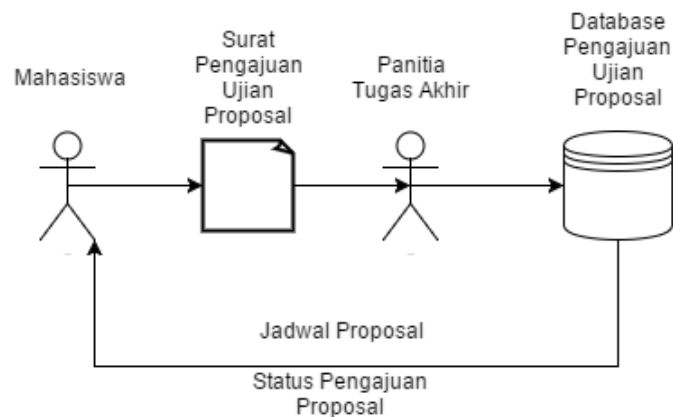 Mahasiswa
Surat
Pengajuan
Ujian
Proposal
Panitia
Tugas Akhir
Database
Pengajuan
Ujian
Proposal
Jadwal Proposal
Status Pengajuan
Proposal